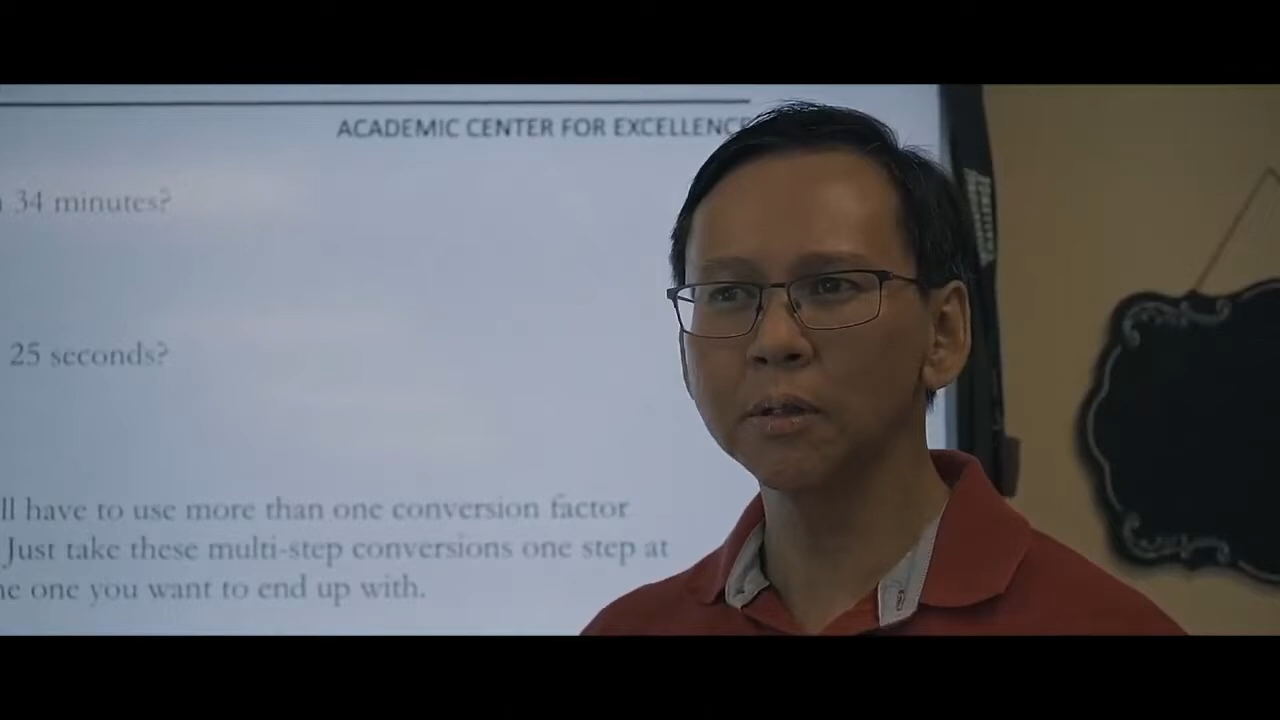 ACADEMIC CENTER FOR EXCELLENCE
34 minutes?
25 seconds?
ll have to use more than one conversion factor
Just take these multi-step conversions one step at
one you want to end up with.